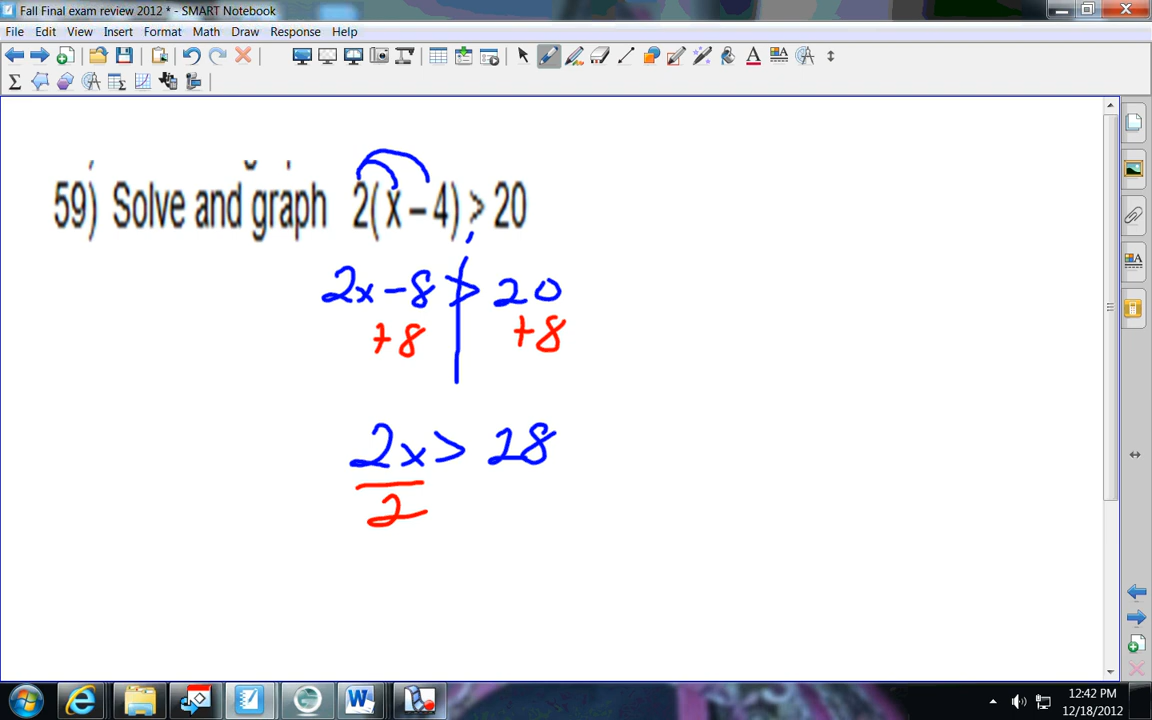 Fall Final exam review 2012 * - SMART Notebook
File Edit View Insert Format Math Draw Response Help
59) Solve and graph 2(x - 4) > 20
2x - 8 > 20
+8 +8
2x > 28
2
12:42 PM
12/18/2012